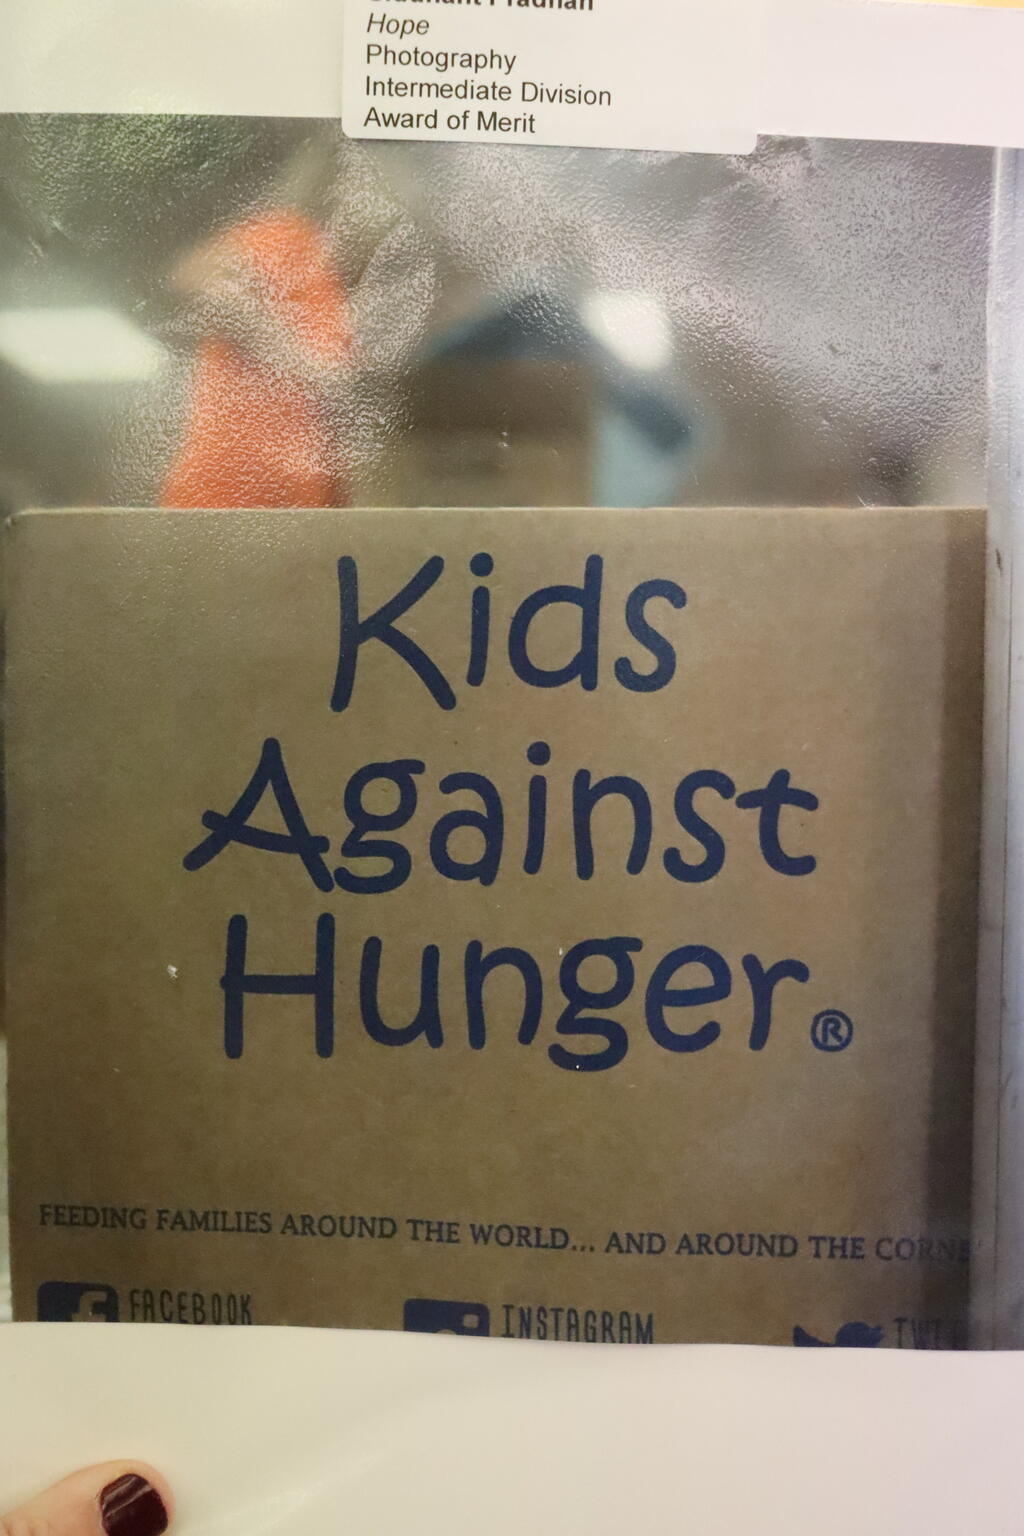 Hope
Photography
Intermediate Division
Award of Merit
Kids
Against
Hunger®
FEEDING FAMILIES AROUND THE WORLD... AND AROUND THE
FACEBOOK
INSTAGRAM